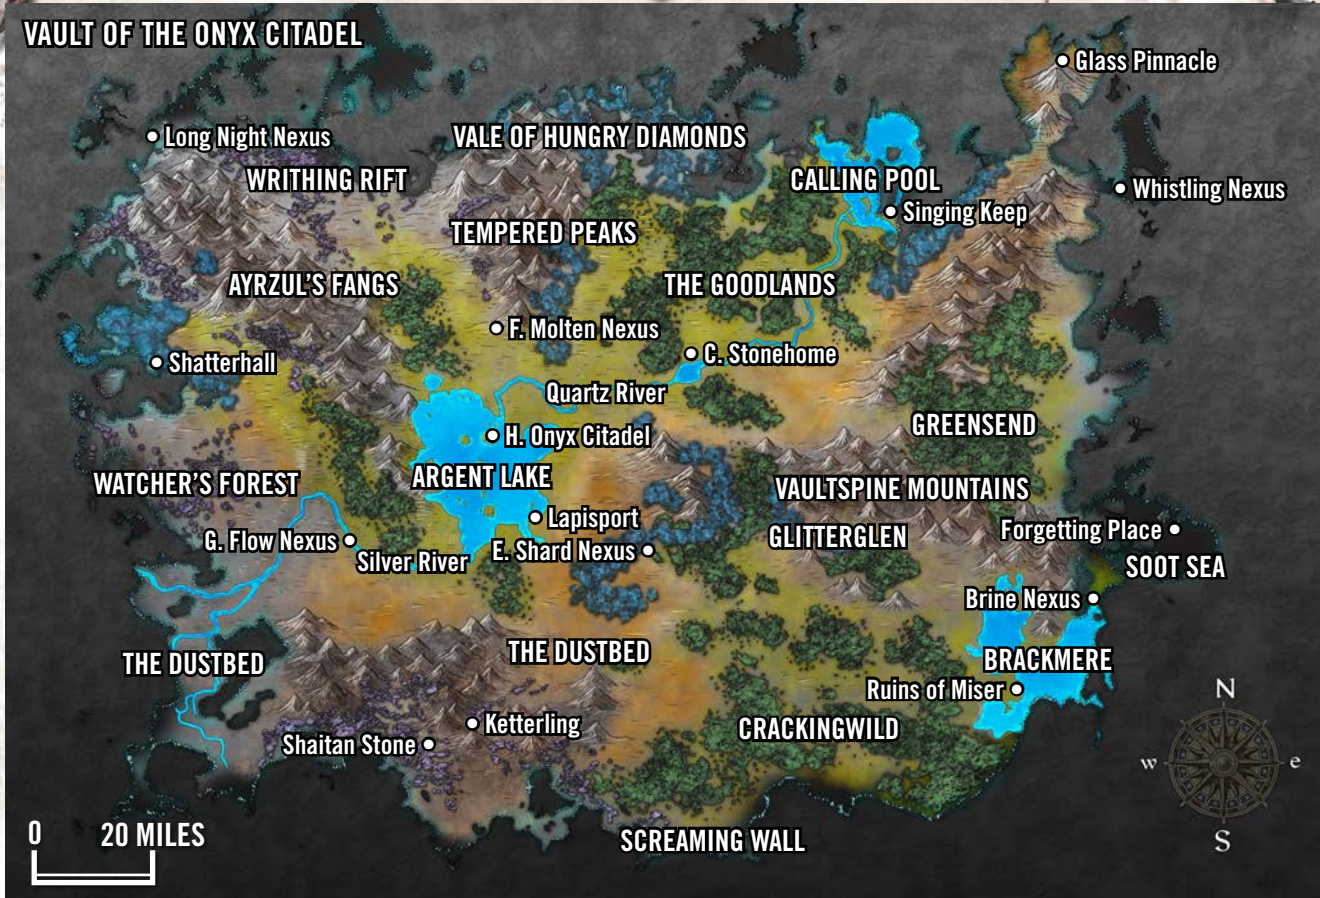 VAULT OF THE ONYX CITADEL
Glass Pinnacle
Long Night Nexus
VALE OF HUNGRY DIAMONDS
WRITHING RIFT
CALLING POOL
Whistling Nexus
Singing Keep
TEMPERED PEAKS
AYRZUL'S FANGS
THE GOODLANDS
F. Molten Nexus
C. Stonehome
Shatterhall
Quartz River
GREENSEND
H. Onyx Citadel
ARGENT LAKE
WATCHER'S FOREST
VAULTSPINE MOUNTAINS
Lapisport
Forgetting Place
GLITTERGLEN
G. Flow Nexus
E. Shard Nexus
Silver River
SOOT SEA
Brine Nexus
THE DUSTBED
THE DUSTBED
BRACKMERE
Ruins of Miser
N
Ketterling
CRACKINGWILD
Shaitan Stone
w
e
0 20 MILES
SCREAMING WALL
S